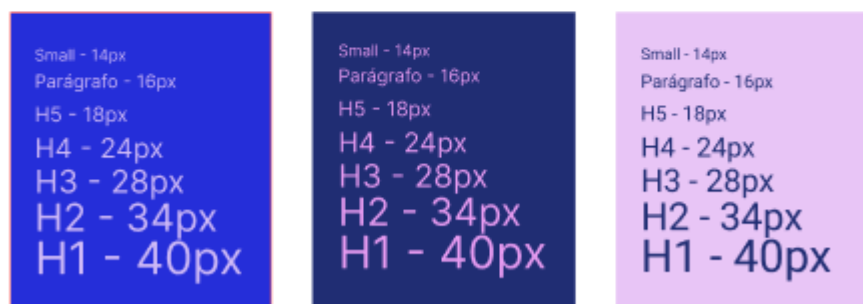 Small - 14px
Parágrafo - 16px
H5 - 18px
H4 - 24px
H3 - 28px
H2 - 34px
H1 - 40px
Small - 14px
Parágrafo - 16px
H5 - 18px
H4 - 24px
H3 - 28px
H2 - 34px
H1 - 40px
Small - 14px
Parágrafo - 16px
H5 - 18px
H4 - 24px
H3 - 28px
H2 - 34px
H1 - 40px